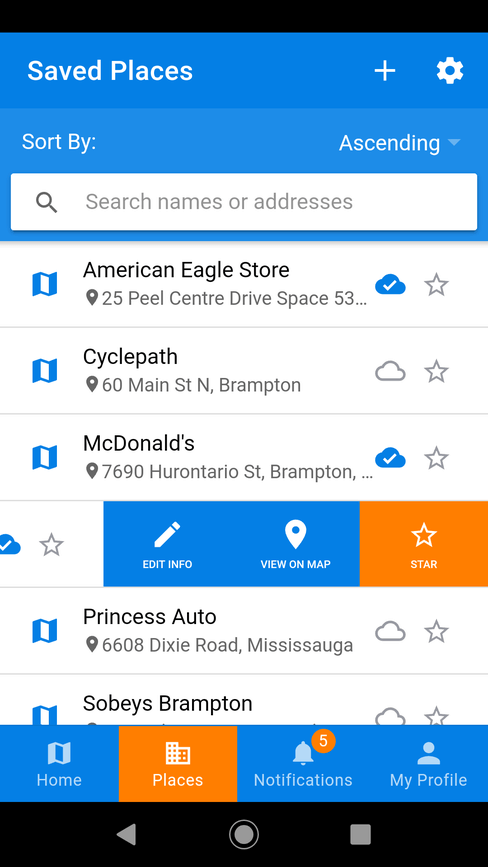 Saved Places
Sort By:
Ascending
Search names or addresses
American Eagle Store
25 Peel Centre Drive Space 53...
Cyclepath
60 Main St N, Brampton
McDonald's
7690 Hurontario St, Brampton, ...
EDIT INFO
VIEW ON MAP
STAR
Princess Auto
6608 Dixie Road, Mississauga
Sobeys Brampton
5
Home
Places
Notifications
My Profile